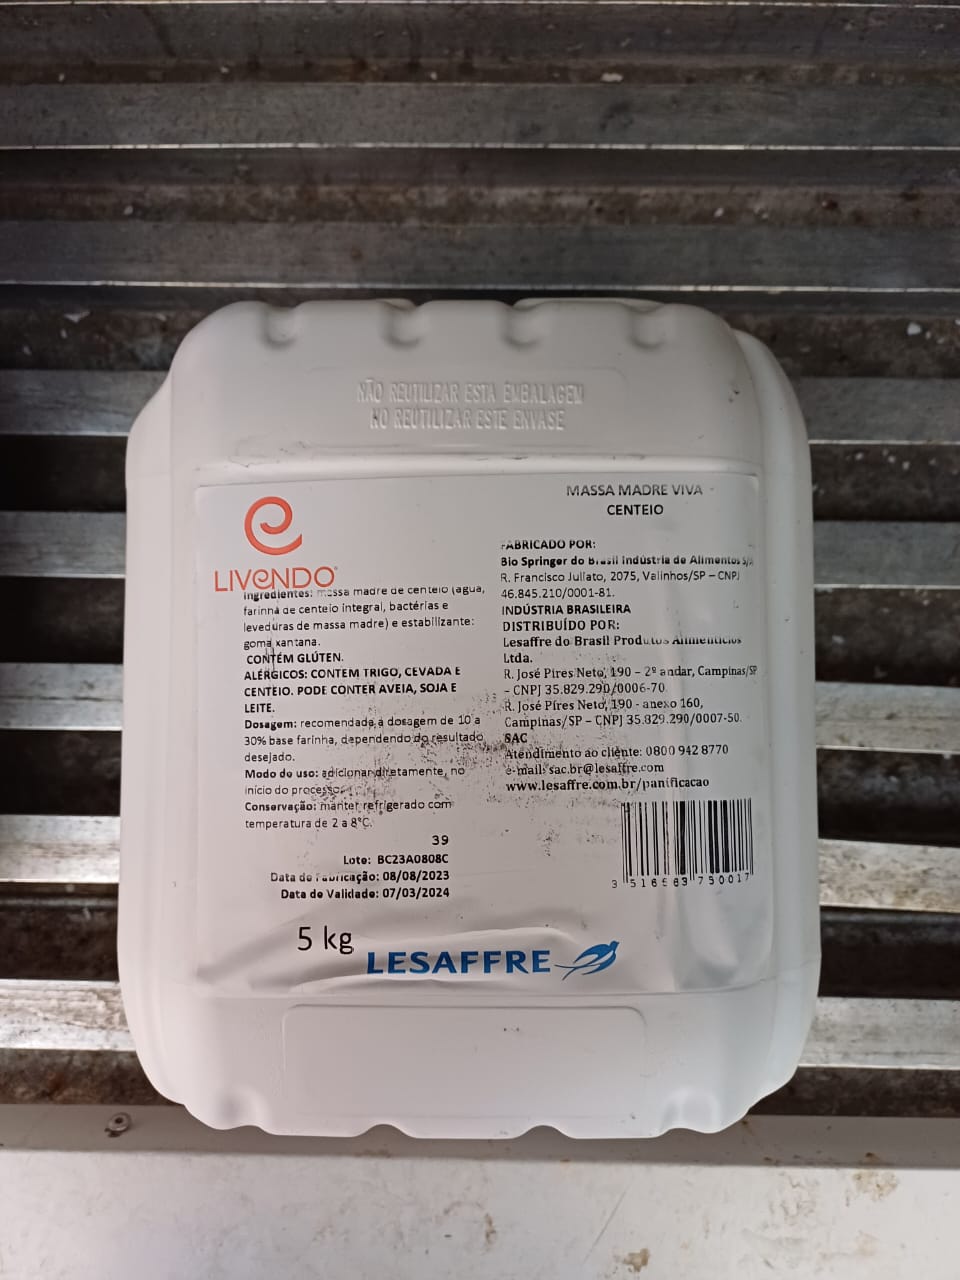 NÃO REUTILIZAR ESTA EMBALAGEM
NO REUTILIZAR ESTE ENVASE
LIVENDO
MASSA MADRE VIVA
CENTEIO
Ingredientes: massa madre de centeio (água,
farinha de centeio integral, bactérias e
leveduras de massa madre) e estabilizante:
goma xantana.
CONTÉM GLÚTEN.
ALÉRGICOS: CONTÉM TRIGO, CEVADA E
CENTEIO. PODE CONTER AVEIA, SOJA E
LEITE.
Dosagem: recomendada a dosagem de 10 a
30% base farinha, dependendo do resultado
desejado.
Modo de uso: adicionar diretamente, no
início do processo.
Conservação: manter refrigerado com
temperatura de 2 a 8°C.
39
Lote: BC23A0808C
Data de Fabricação: 08/08/2023
Data de Validade: 07/03/2024
5 kg
FABRICADO POR:
Bio Springer do Brasil Indústria de Alimentos S/A
R. Francisco Juliato, 2075, Valinhos/SP – CNPJ
46.845.210/0001-81.
INDÚSTRIA BRASILEIRA
DISTRIBUÍDO POR:
Lesaffre do Brasil Produtos Alimentícios
Ltda.
R. José Pires Neto, 190 – 2º andar, Campinas/SP
– CNPJ 35.829.290/0006-70.
R. José Pires Neto, 190 - anexo 160,
Campinas/SP – CNPJ 35.829.290/0007-50.
SAC
Atendimento ao cliente: 0800 942 8770
e-mail: sac.br@lesaffre.com
www.lesaffre.com.br/panificacao
3 516663 750017
LESAFFRE